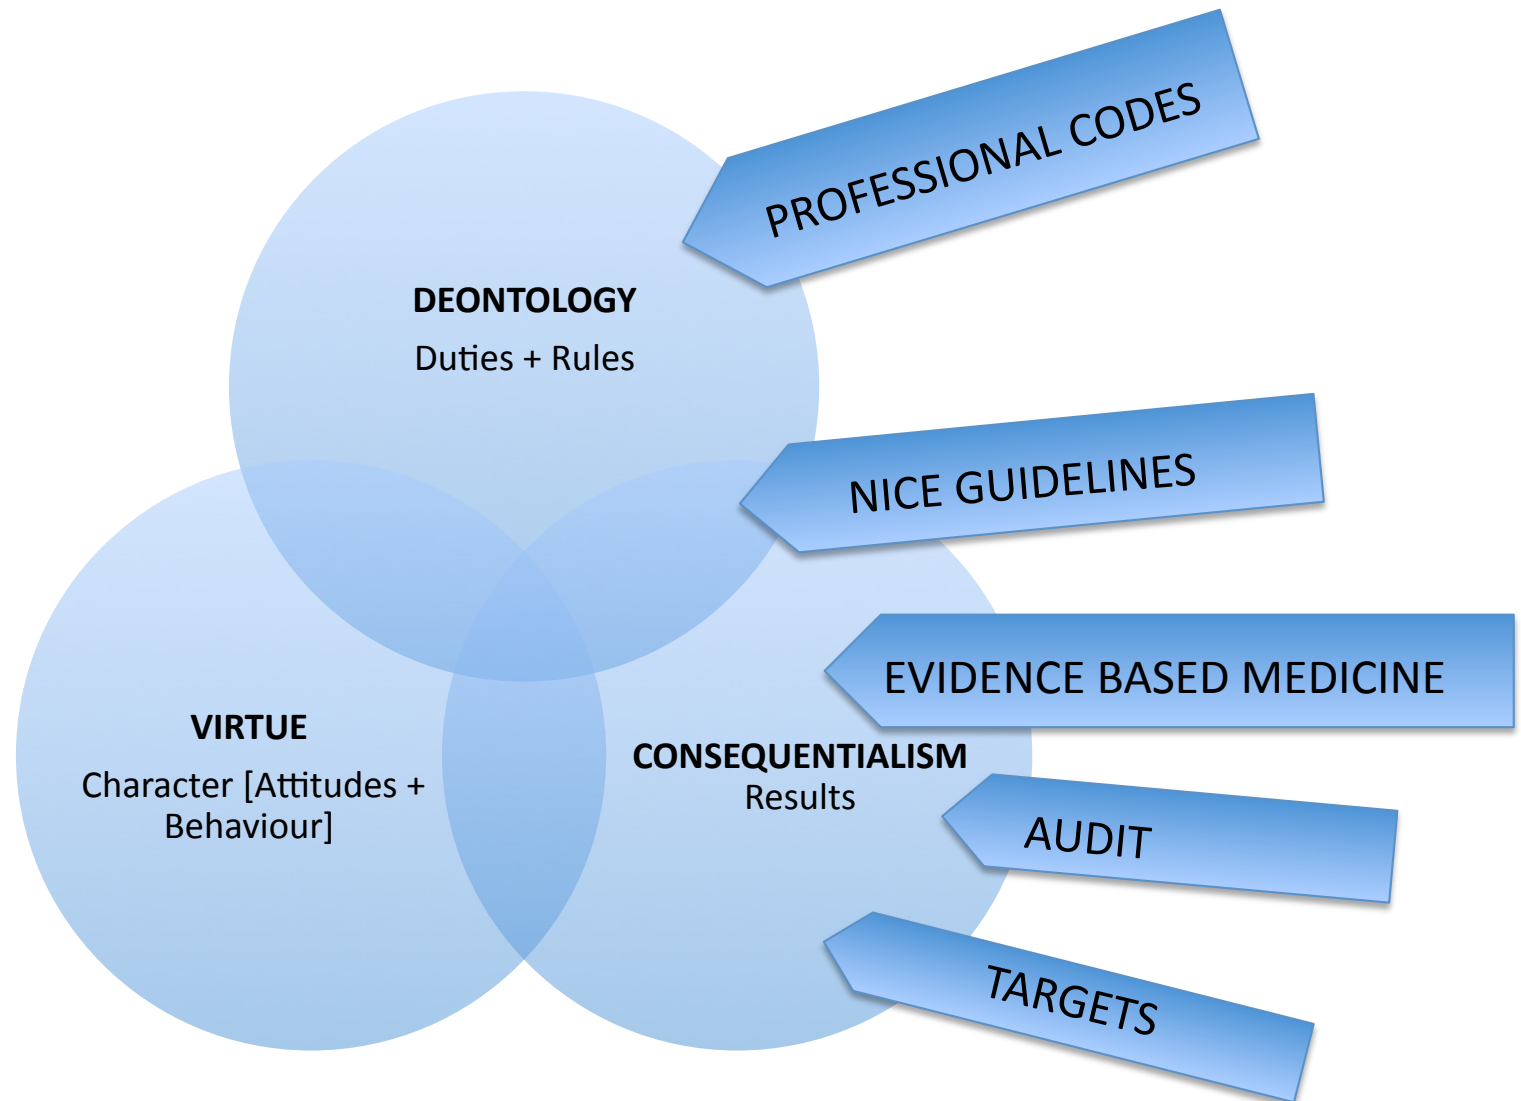 PROFESSIONAL CODES
DEONTOLOGY
Duties + Rules
NICE GUIDELINES
EVIDENCE BASED MEDICINE
VIRTUE
Character [Attitudes +
Behaviour]
CONSEQUENTIALISM
Results
AUDIT
TARGETS